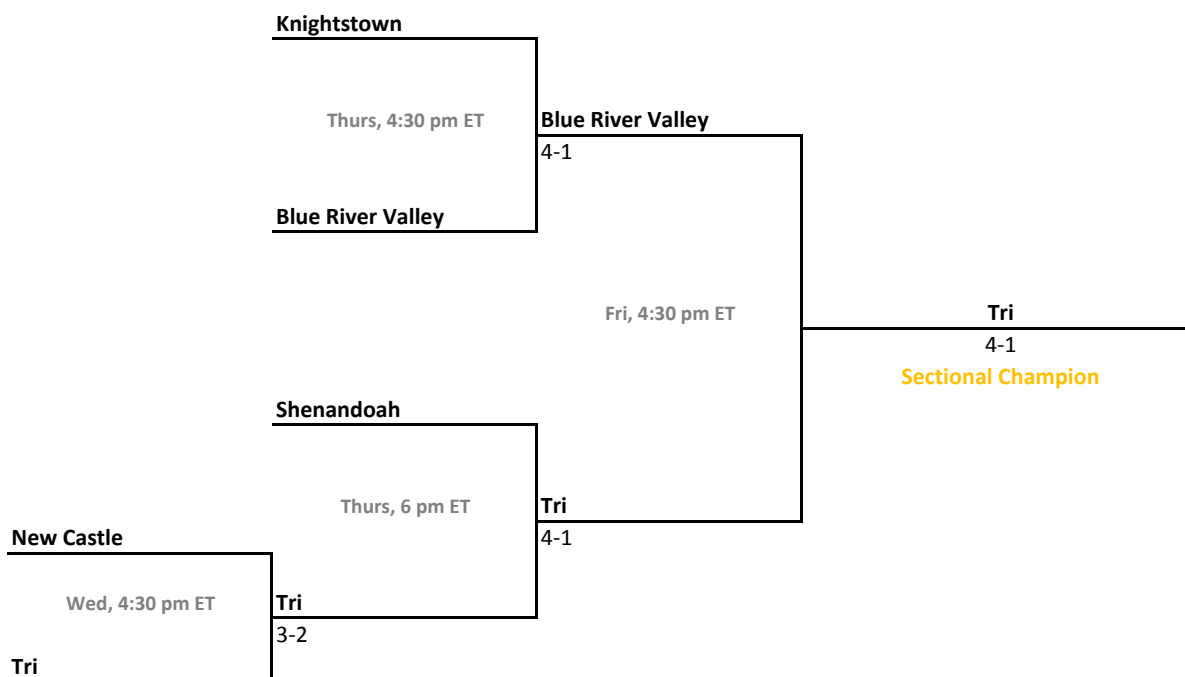 Knightstown
Thurs, 4:30 pm ET
Blue River Valley
4-1
Blue River Valley
Fri, 4:30 pm ET
Tri
4-1
Sectional Champion
Shenandoah
Thurs, 6 pm ET
Tri
4-1
New Castle
Wed, 4:30 pm ET
Tri
3-2
Tri